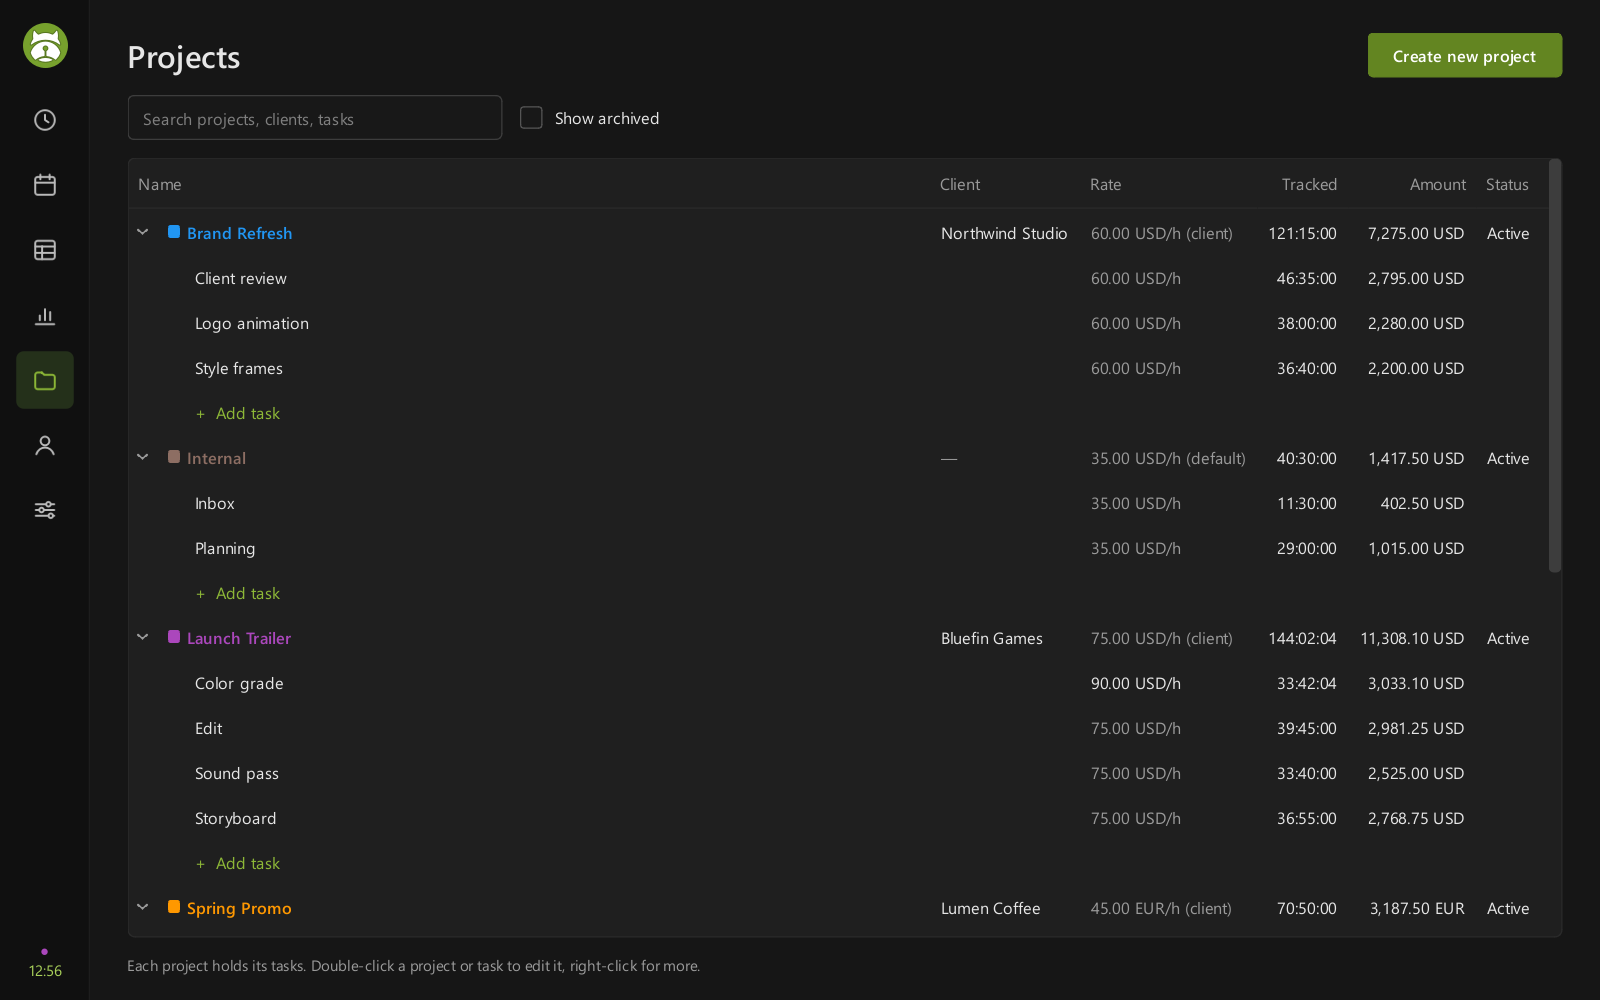 Projects
Create new project
Search projects, clients, tasks
Show archived
Name Client Rate Tracked Amount Status
Brand Refresh Northwind Studio 60.00 USD/h (client) 121:15:00 7,275.00 USD Active
Client review 60.00 USD/h 46:35:00 2,795.00 USD
Logo animation 60.00 USD/h 38:00:00 2,280.00 USD
Style frames 60.00 USD/h 36:40:00 2,200.00 USD
+ Add task
Internal — 35.00 USD/h (default) 40:30:00 1,417.50 USD Active
Inbox 35.00 USD/h 11:30:00 402.50 USD
Planning 35.00 USD/h 29:00:00 1,015.00 USD
+ Add task
Launch Trailer Bluefin Games 75.00 USD/h (client) 144:02:04 11,308.10 USD Active
Color grade 90.00 USD/h 33:42:04 3,033.10 USD
Edit 75.00 USD/h 39:45:00 2,981.25 USD
Sound pass 75.00 USD/h 33:40:00 2,525.00 USD
Storyboard 75.00 USD/h 36:55:00 2,768.75 USD
+ Add task
Spring Promo Lumen Coffee 45.00 EUR/h (client) 70:50:00 3,187.50 EUR Active
12:56
Each project holds its tasks. Double-click a project or task to edit it, right-click for more.